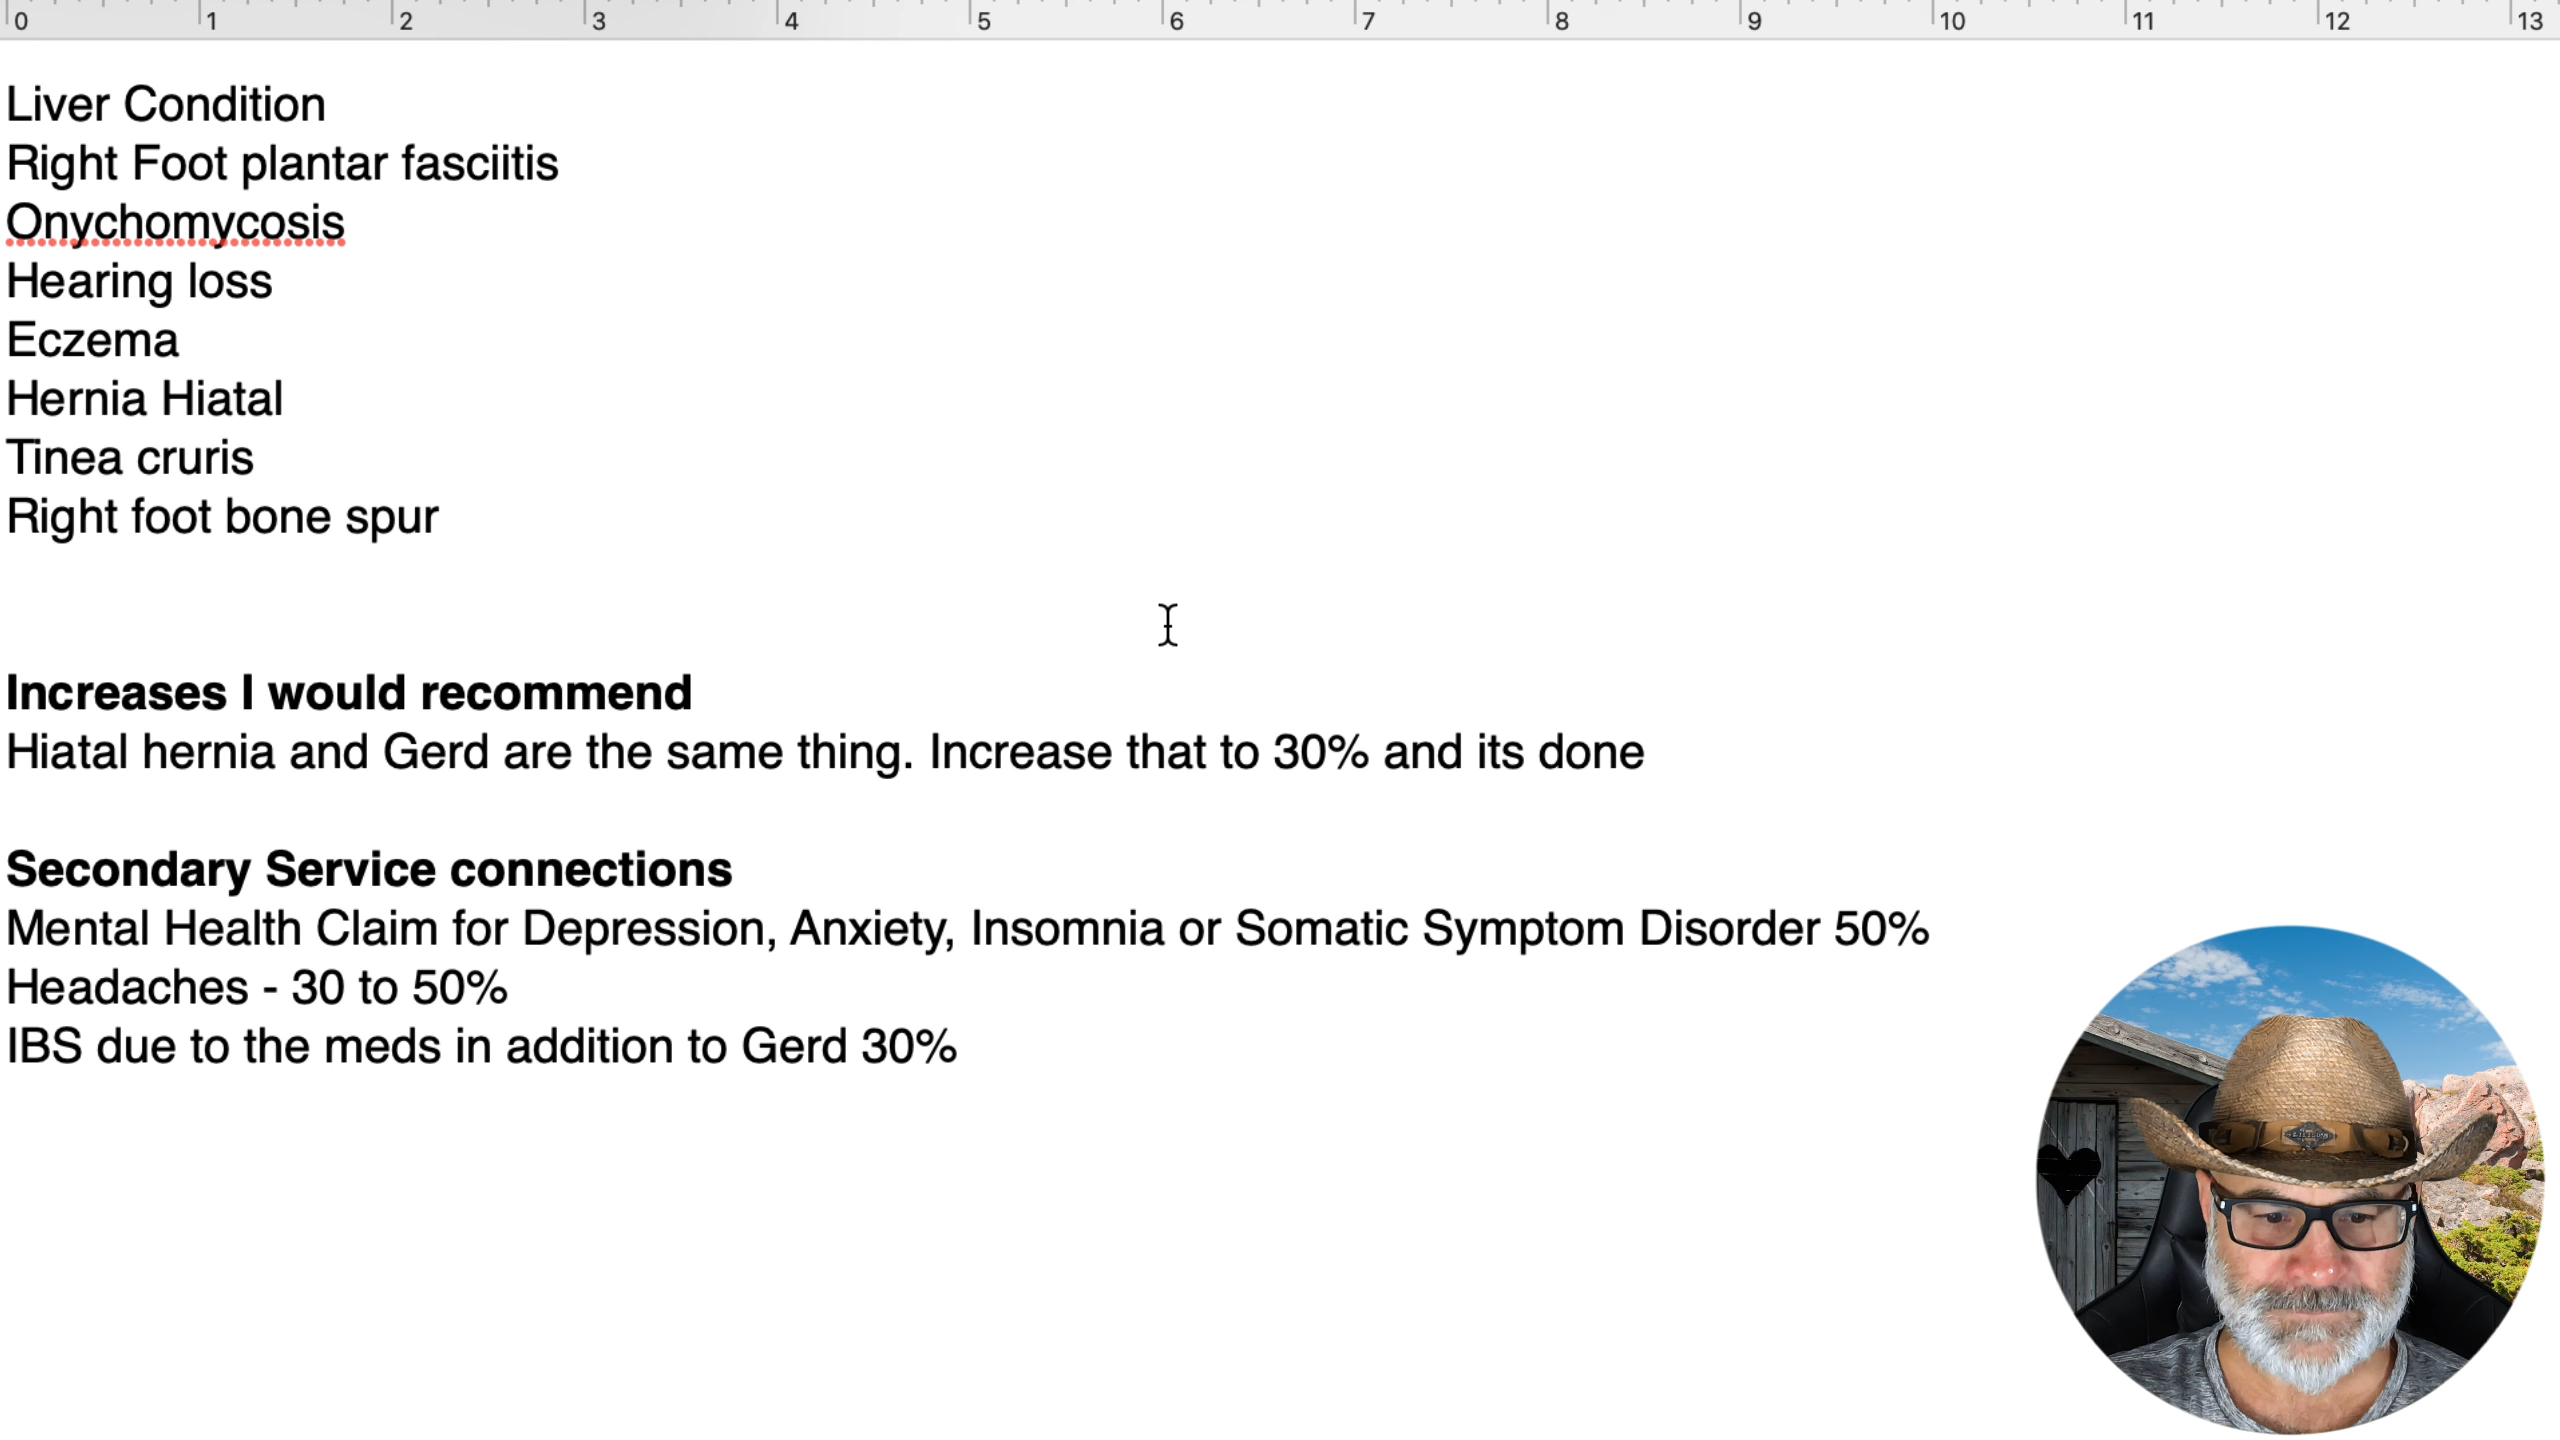 0 1 2 3 4 5 6 7 8 9 10 11 12 13
Liver Condition
Right Foot plantar fasciitis
Onychomycosis
Hearing loss
Eczema
Hernia Hiatal
Tinea cruris
Right foot bone spur
Increases I would recommend
Hiatal hernia and Gerd are the same thing. Increase that to 30% and its done
Secondary Service connections
Mental Health Claim for Depression, Anxiety, Insomnia or Somatic Symptom Disorder 50%
Headaches - 30 to 50%
IBS due to the meds in addition to Gerd 30%